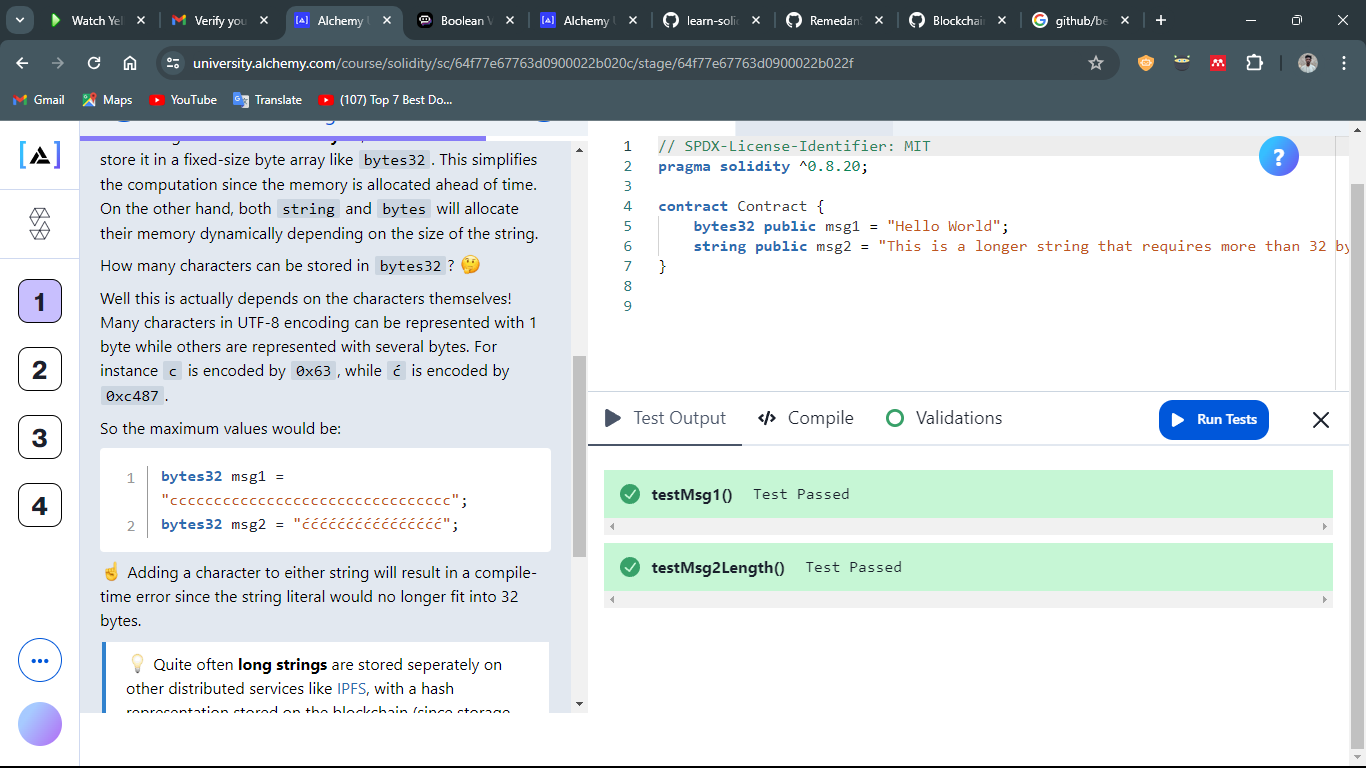 Watch Yel
Verify you
Alchemy U
Boolean V
Alchemy U
learn-soli
RemedanS
Blockchain
github/be
university.alchemy.com/course/solidity/sc/64f77e67763d0900022b020c/stage/64f77e67763d0900022b022f
Gmail
Maps
YouTube
Translate
(107) Top 7 Best Do...
store it in a fixed-size byte array like bytes32. This simplifies
the computation since the memory is allocated ahead of time.
On the other hand, both string and bytes will allocate
their memory dynamically depending on the size of the string.
How many characters can be stored in bytes32? 🤔
Well this is actually depends on the characters themselves!
Many characters in UTF-8 encoding can be represented with 1
byte while others are represented with several bytes. For
instance c is encoded by 0x63, while ć is encoded by
0xc487.
So the maximum values would be:
1 bytes32 msg1 =
"cccccccccccccccccccccccccccccccc";
2 bytes32 msg2 = "ćććććććććććććććć";
☝️ Adding a character to either string will result in a compile-
time error since the string literal would no longer fit into 32
bytes.
💡 Quite often long strings are stored seperately on
other distributed services like IPFS, with a hash
representation stored on the blockchain (since storage
1
2
3
4
1 // SPDX-License-Identifier: MIT
2 pragma solidity ^0.8.20;
3
4 contract Contract {
5 bytes32 public msg1 = "Hello World";
6 string public msg2 = "This is a longer string that requires more than 32 by
7 }
8
9
?
Test Output
Compile
Validations
Run Tests
testMsg1() Test Passed
testMsg2Length() Test Passed